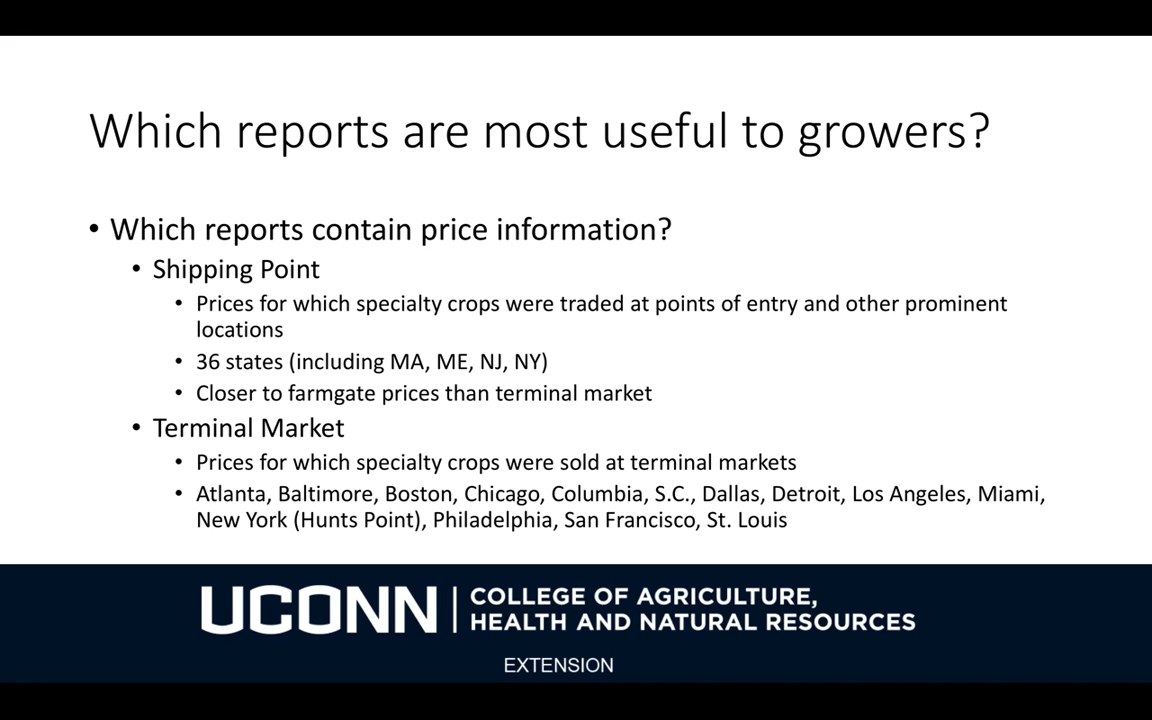 Which reports are most useful to growers?
• Which reports contain price information?
• Shipping Point
• Prices for which specialty crops were traded at points of entry and other prominent
locations
• 36 states (including MA, ME, NJ, NY)
• Closer to farmgate prices than terminal market
• Terminal Market
• Prices for which specialty crops were sold at terminal markets
• Atlanta, Baltimore, Boston, Chicago, Columbia, S.C., Dallas, Detroit, Los Angeles, Miami,
New York (Hunts Point), Philadelphia, San Francisco, St. Louis
UCONN | COLLEGE OF AGRICULTURE,
HEALTH AND NATURAL RESOURCES
EXTENSION